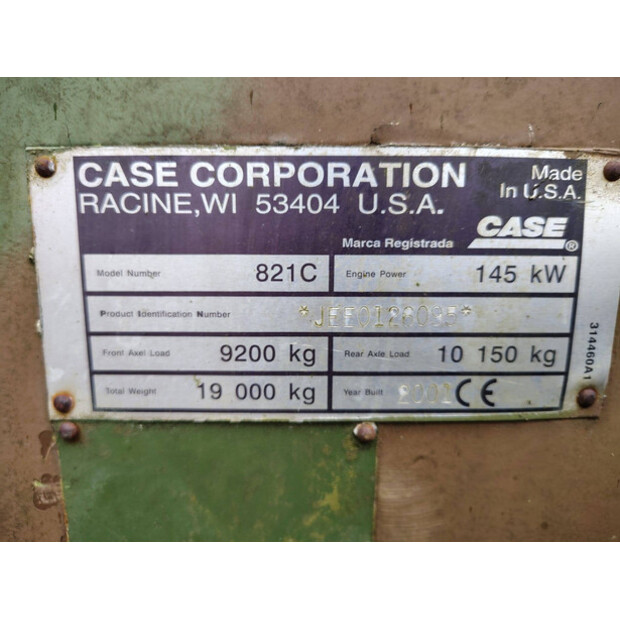 CASE CORPORATION
Made
In U.S.A.
RACINE, WI 53404 U.S.A.
Marca Registrada
CASE ®
Model Number 821C Engine Power 145 kW
Product Identification Number
Front Axel Load 9200 kg Rear Axle Load 10 150 kg
Total Weight 19 000 kg Year Built CE
314460A1